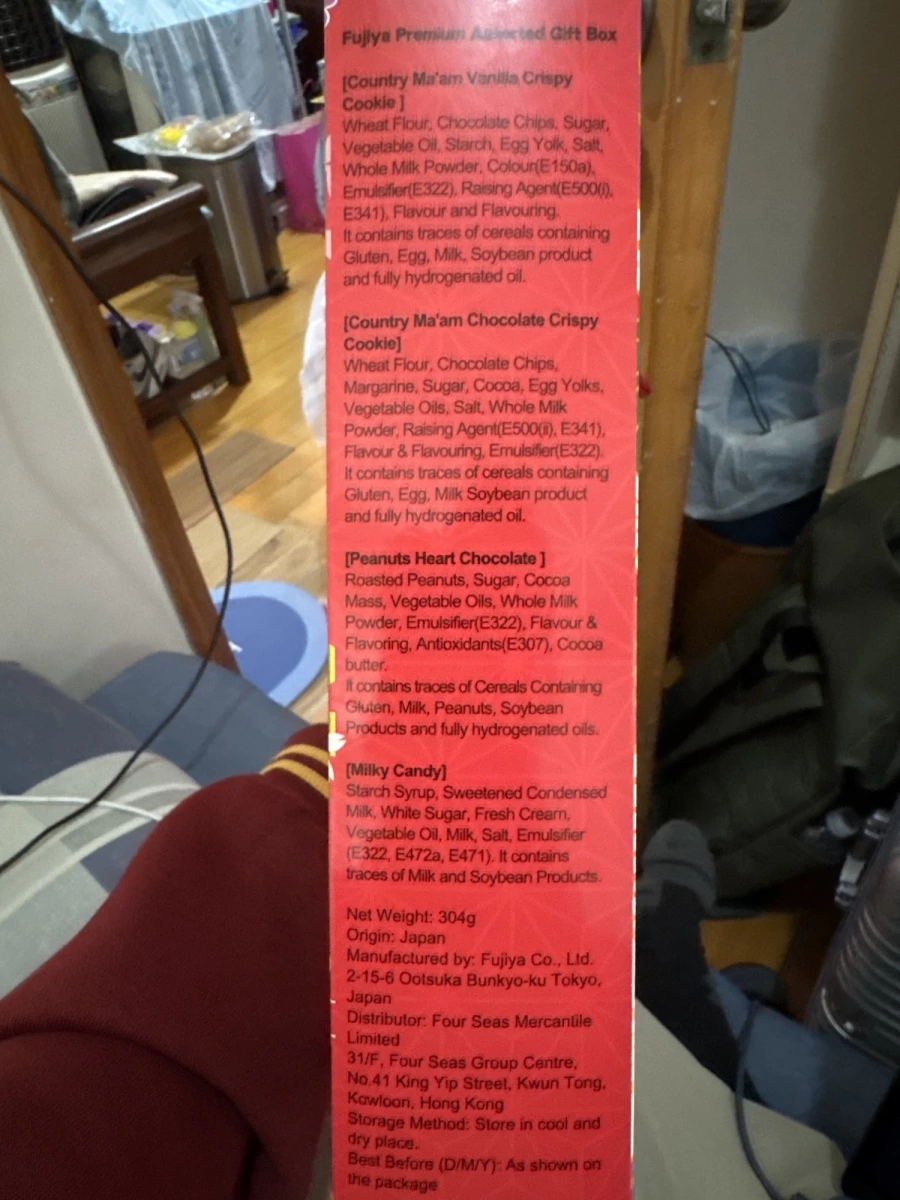 Fujiya Premium Assorted Gift Box
[Country Ma'am Vanilla Crispy
Cookie ]
Wheat Flour, Chocolate Chips, Sugar,
Vegetable Oil, Starch, Egg Yolk, Salt,
Whole Milk Powder, Colour(E150a),
Emulsifier(E322), Raising Agent(E500(i),
E341), Flavour and Flavouring.
It contains traces of cereals containing
Gluten, Egg, Milk, Soybean product
and fully hydrogenated oil.
[Country Ma'am Chocolate Crispy
Cookie]
Wheat Flour, Chocolate Chips,
Margarine, Sugar, Cocoa, Egg Yolks,
Vegetable Oils, Salt, Whole Milk
Powder, Raising Agent(E500(ii), E341),
Flavour & Flavouring, Emulsifier(E322).
It contains traces of cereals containing
Gluten, Egg, Milk Soybean product
and fully hydrogenated oil.
[Peanuts Heart Chocolate ]
Roasted Peanuts, Sugar, Cocoa
Mass, Vegetable Oils, Whole Milk
Powder, Emulsifier(E322), Flavour &
Flavoring, Antioxidants(E307), Cocoa
butter.
It contains traces of Cereals Containing
Gluten, Milk, Peanuts, Soybean
Products and fully hydrogenated oils.
[Milky Candy]
Starch Syrup, Sweetened Condensed
Milk, White Sugar, Fresh Cream,
Vegetable Oil, Milk, Salt, Emulsifier
(E322, E472a, E471). It contains
traces of Milk and Soybean Products.
Net Weight: 304g
Origin: Japan
Manufactured by: Fujiya Co., Ltd.
2-15-6 Ootsuka Bunkyo-ku Tokyo,
Japan
Distributor: Four Seas Mercantile
Limited
31/F, Four Seas Group Centre,
No.41 King Yip Street, Kwun Tong,
Kowloon, Hong Kong
Storage Method: Store in cool and
dry place.
Best Before (D/M/Y): As shown on
the package